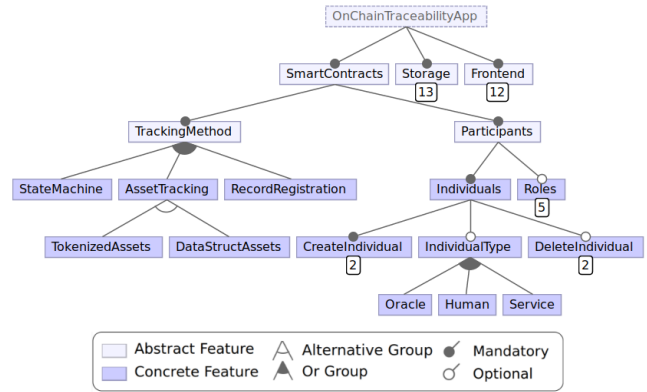 OnChainTraceabilityApp
SmartContracts Storage Frontend
13 12
TrackingMethod Participants
StateMachine AssetTracking RecordRegistration Individuals Roles
5
TokenizedAssets DataStructAssets CreateIndividual IndividualType DeleteIndividual
2 2
Oracle Human Service
Abstract Feature Alternative Group Mandatory
Concrete Feature Or Group Optional